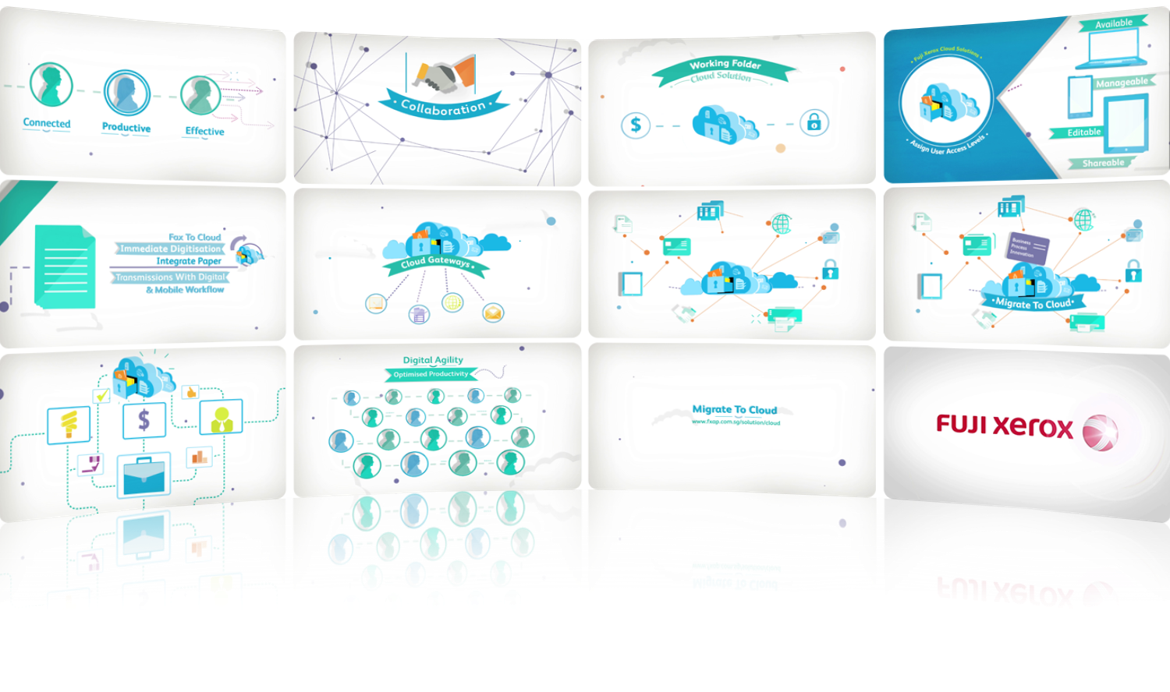 Connected
Productive
Effective
Collaboration
Working Folder
Cloud Solution
$
Fuji Xerox Cloud Solutions
Assign User Access Levels
Available
Manageable
Editable
Shareable
Fax To Cloud
Immediate Digitisation
Integrate Paper
Transmissions With Digital
& Mobile Workflow
Cloud Gateways
Business
Process
Innovation
Migrate To Cloud
$
Digital Agility
Optimised Productivity
Migrate To Cloud
www.fxsp.com.sg/solution/cloud
FUJI xerox